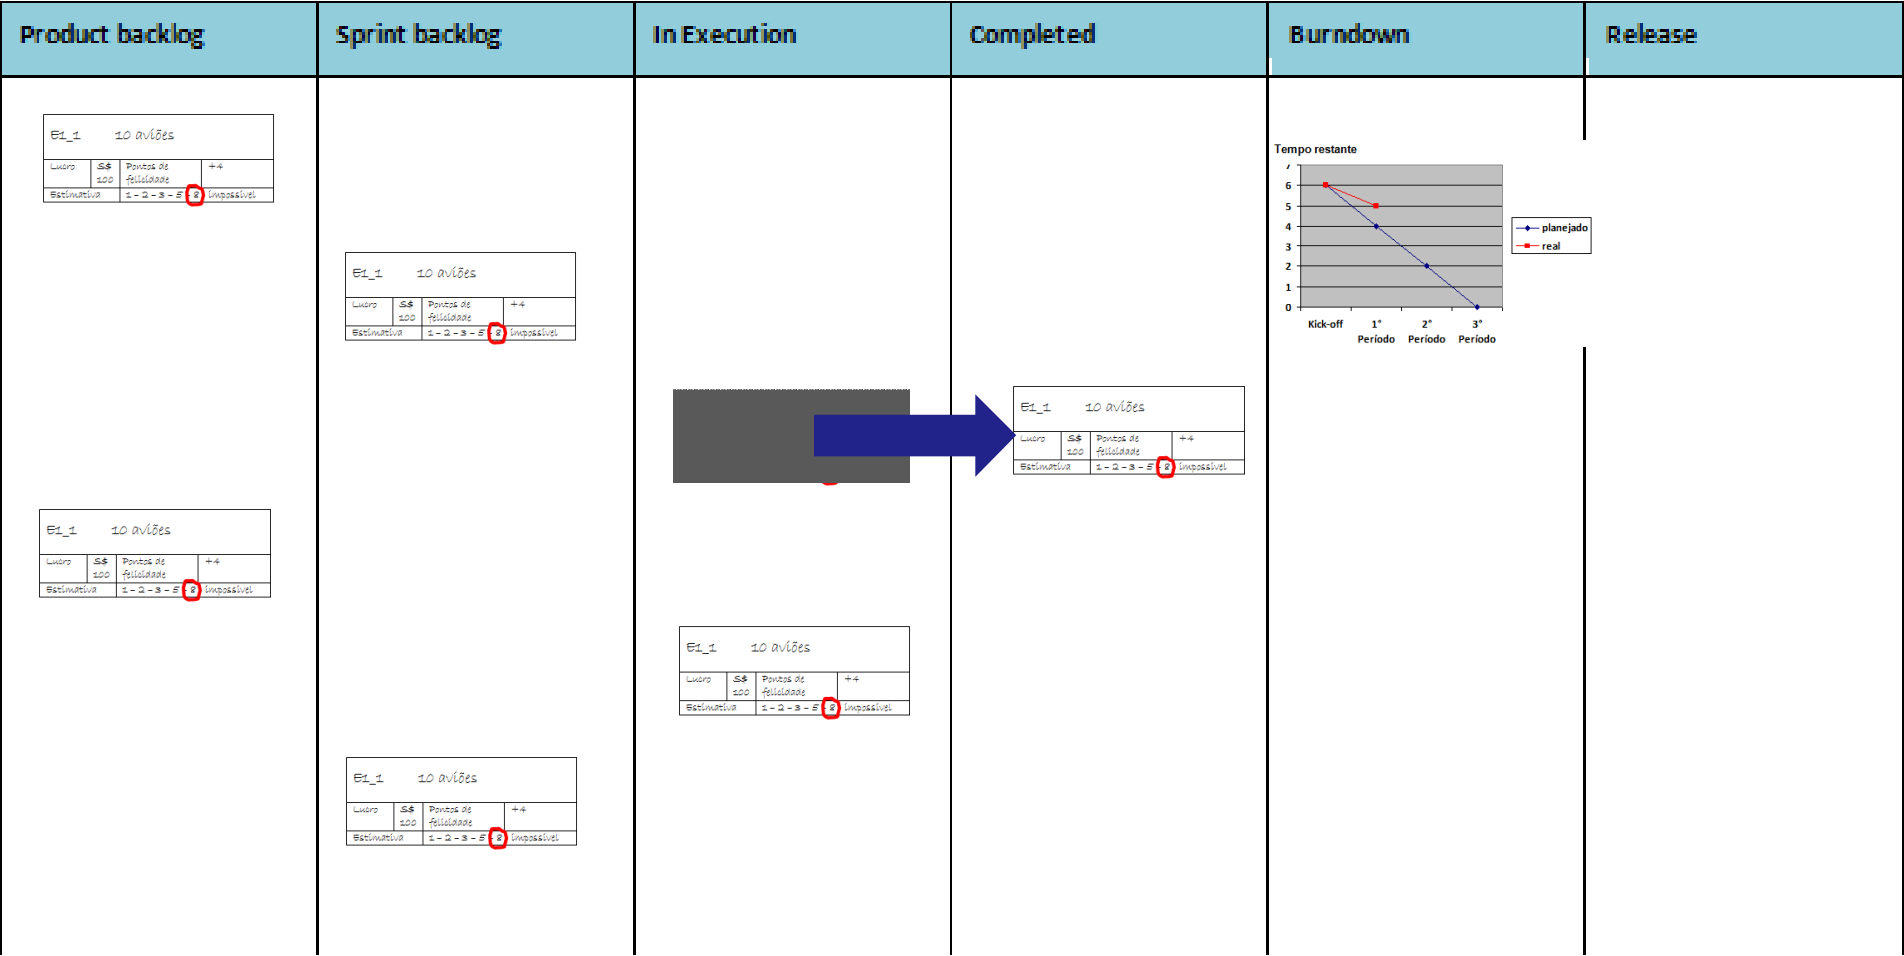 Product backlog
Sprint backlog
In Execution
Completed
Burndown
Release
E1_1 10 aviões
Lucro S$ 100 Pontos de felicidade +4
Estimativa 1 - 2 - 3 - 5 - 8 impossível
E1_1 10 aviões
Lucro S$ 100 Pontos de felicidade +4
Estimativa 1 - 2 - 3 - 5 - 8 impossível
E1_1 10 aviões
Lucro S$ 100 Pontos de felicidade +4
Estimativa 1 - 2 - 3 - 5 - 8 impossível
E1_1 10 aviões
Lucro S$ 100 Pontos de felicidade +4
Estimativa 1 - 2 - 3 - 5 - 8 impossível
E1_1 10 aviões
Lucro S$ 100 Pontos de felicidade +4
Estimativa 1 - 2 - 3 - 5 - 8 impossível
E1_1 10 aviões
Lucro S$ 100 Pontos de felicidade +4
Estimativa 1 - 2 - 3 - 5 - 8 impossível
Tempo restante
7
6
5
4
3
2
1
0
Kick-off 1° Período 2° Período 3° Período
planejado
real